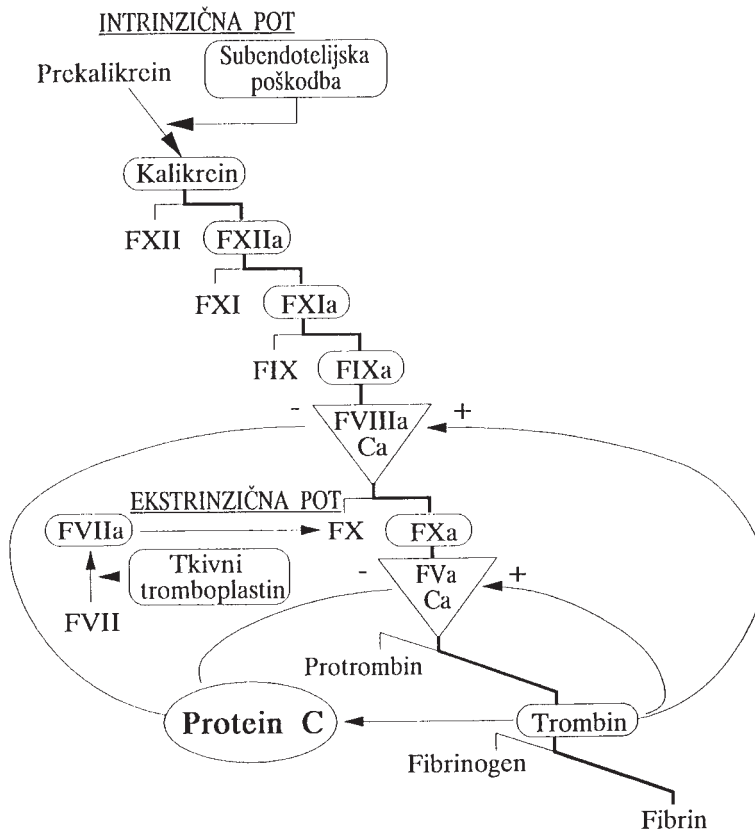 INTRINZIČNA POT
Subendotelijska
poškodba
Prekalikrein
Kalikrein
FXII
FXIIa
FXI
FXIa
FIX
FIXa
-
+
FVIIIa
Ca
EKSTRINZIČNA POT
FVIIa
FX
FXa
Tkivni
tromboplastin
FVII
-
+
FVa
Ca
Protrombin
Protein C
Trombin
Fibrinogen
Fibrin